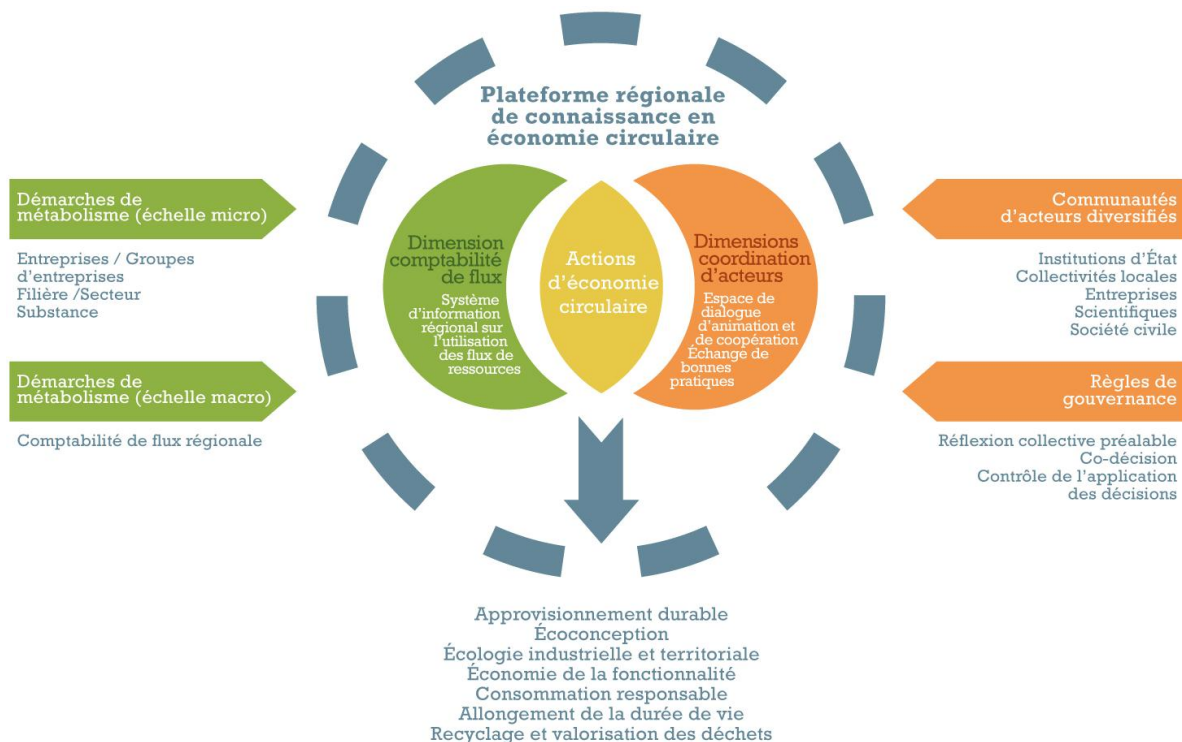 Plateforme régionale
de connaissance en
économie circulaire
Démarches de
métabolisme (échelle micro)
Entreprises / Groupes
d'entreprises
Filière /Secteur
Substance
Démarches de
métabolisme (échelle macro)
Comptabilité de flux régionale
Dimension
comptabilité
de flux
Système
d'information
régional sur
l'utilisation
des flux de
ressources
Actions
d'économie
circulaire
Dimensions
coordination
d'acteurs
Espace de
dialogue
d'animation et
de coopération
Échange de
bonnes
pratiques
Communautés
d'acteurs diversifiés
Institutions d'État
Collectivités locales
Entreprises
Scientifiques
Société civile
Règles de
gouvernance
Réflexion collective préalable
Co-décision
Contrôle de l'application
des décisions
Approvisionnement durable
Écoconception
Écologie industrielle et territoriale
Économie de la fonctionnalité
Consommation responsable
Allongement de la durée de vie
Recyclage et valorisation des déchets